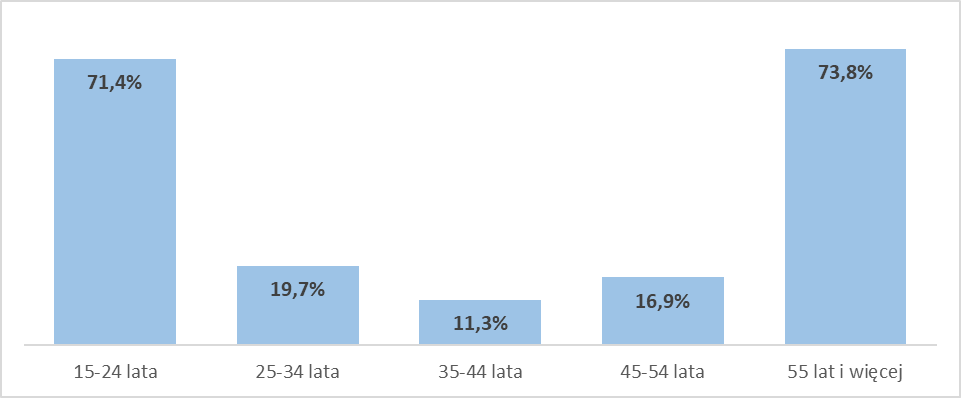 71,4%
19,7%
11,3%
16,9%
73,8%
15-24 lata
25-34 lata
35-44 lata
45-54 lata
55 lat i więcej